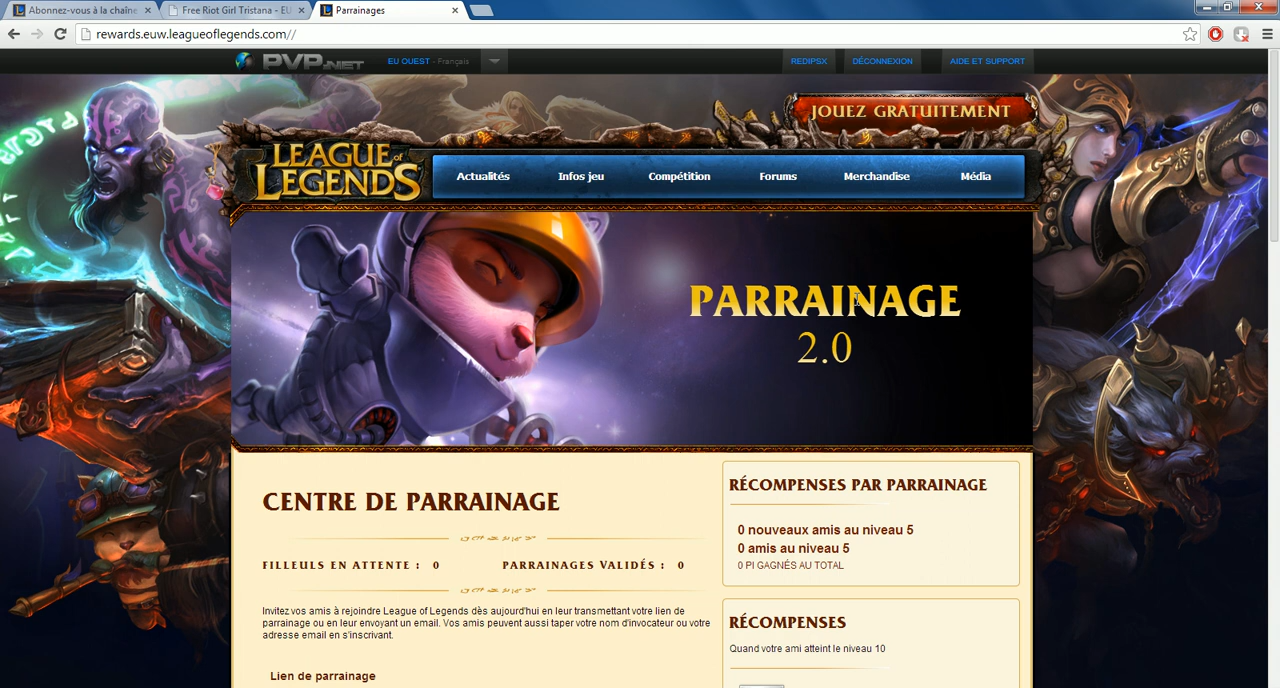 Abonnez-vous à la chaîne
Free Riot Girl Tristana - EU
Parrainages
rewards.euw.leagueoflegends.com//
PVP.NET
EU OUEST - Français
REDIPSX
DÉCONNEXION
AIDE ET SUPPORT
JOUEZ GRATUITEMENT
LEAGUE of LEGENDS
Actualités
Infos jeu
Compétition
Forums
Merchandise
Média
PARRAINAGE
2.0
CENTRE DE PARRAINAGE
FILLEULS EN ATTENTE : 0
PARRAINAGES VALIDÉS : 0
Invitez vos amis à rejoindre League of Legends dès aujourd'hui en leur transmettant votre lien de
parrainage ou en leur envoyant un email. Vos amis peuvent aussi taper votre nom d'invocateur ou votre
adresse email en s'inscrivant.
Lien de parrainage
RÉCOMPENSES PAR PARRAINAGE
0 nouveaux amis au niveau 5
0 amis au niveau 5
0 PI GAGNÉS AU TOTAL
RÉCOMPENSES
Quand votre ami atteint le niveau 10